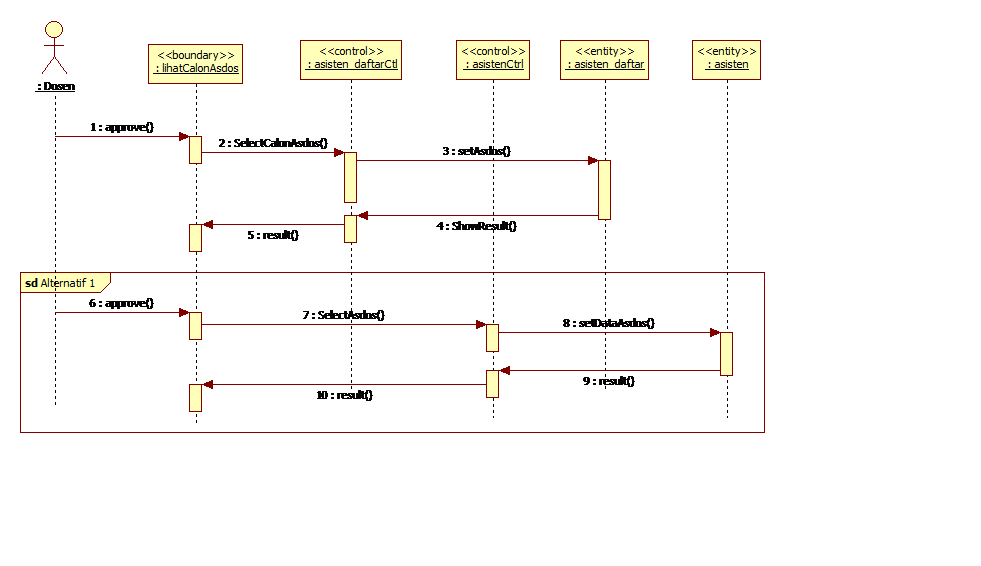 <<boundary>>
: lihatCalonAsdos
<<control>>
: asisten_daftarCtl
<<control>>
: asistenCtrl
<<entity>>
: asisten_daftar
<<entity>>
: asisten
: Dosen
1 : approve()
2 : SelectCalonAsdos()
3 : setAsdos()
4 : ShowResult()
5 : result()
sd Alternatif 1
6 : approve()
7 : SelectAsdos()
8 : setDataAsdos()
9 : result()
10 : result()